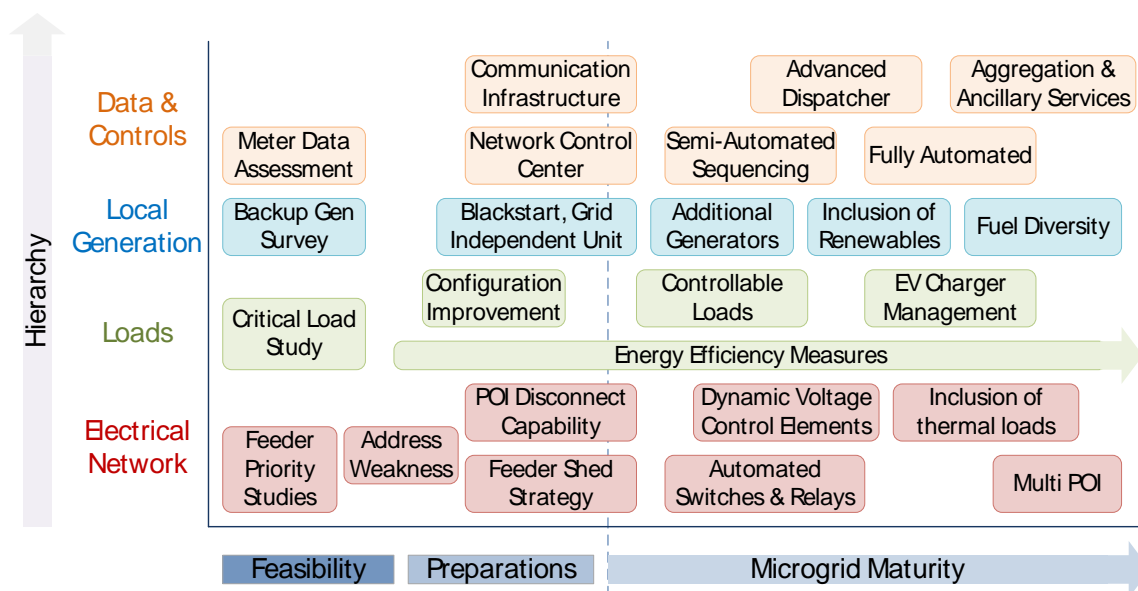 Hierarchy
Data &
Controls
Communication
Infrastructure
Advanced
Dispatcher
Aggregation &
Ancillary Services
Meter Data
Assessment
Network Control
Center
Semi-Automated
Sequencing
Fully Automated
Local
Generation
Backup Gen
Survey
Blackstart, Grid
Independent Unit
Additional
Generators
Inclusion of
Renewables
Fuel Diversity
Loads
Critical Load
Study
Configuration
Improvement
Controllable
Loads
EV Charger
Management
Energy Efficiency Measures
Electrical
Network
Feeder
Priority
Studies
Address
Weakness
POI Disconnect
Capability
Dynamic Voltage
Control Elements
Inclusion of
thermal loads
Feeder Shed
Strategy
Automated
Switches & Relays
Multi POI
Feasibility
Preparations
Microgrid Maturity